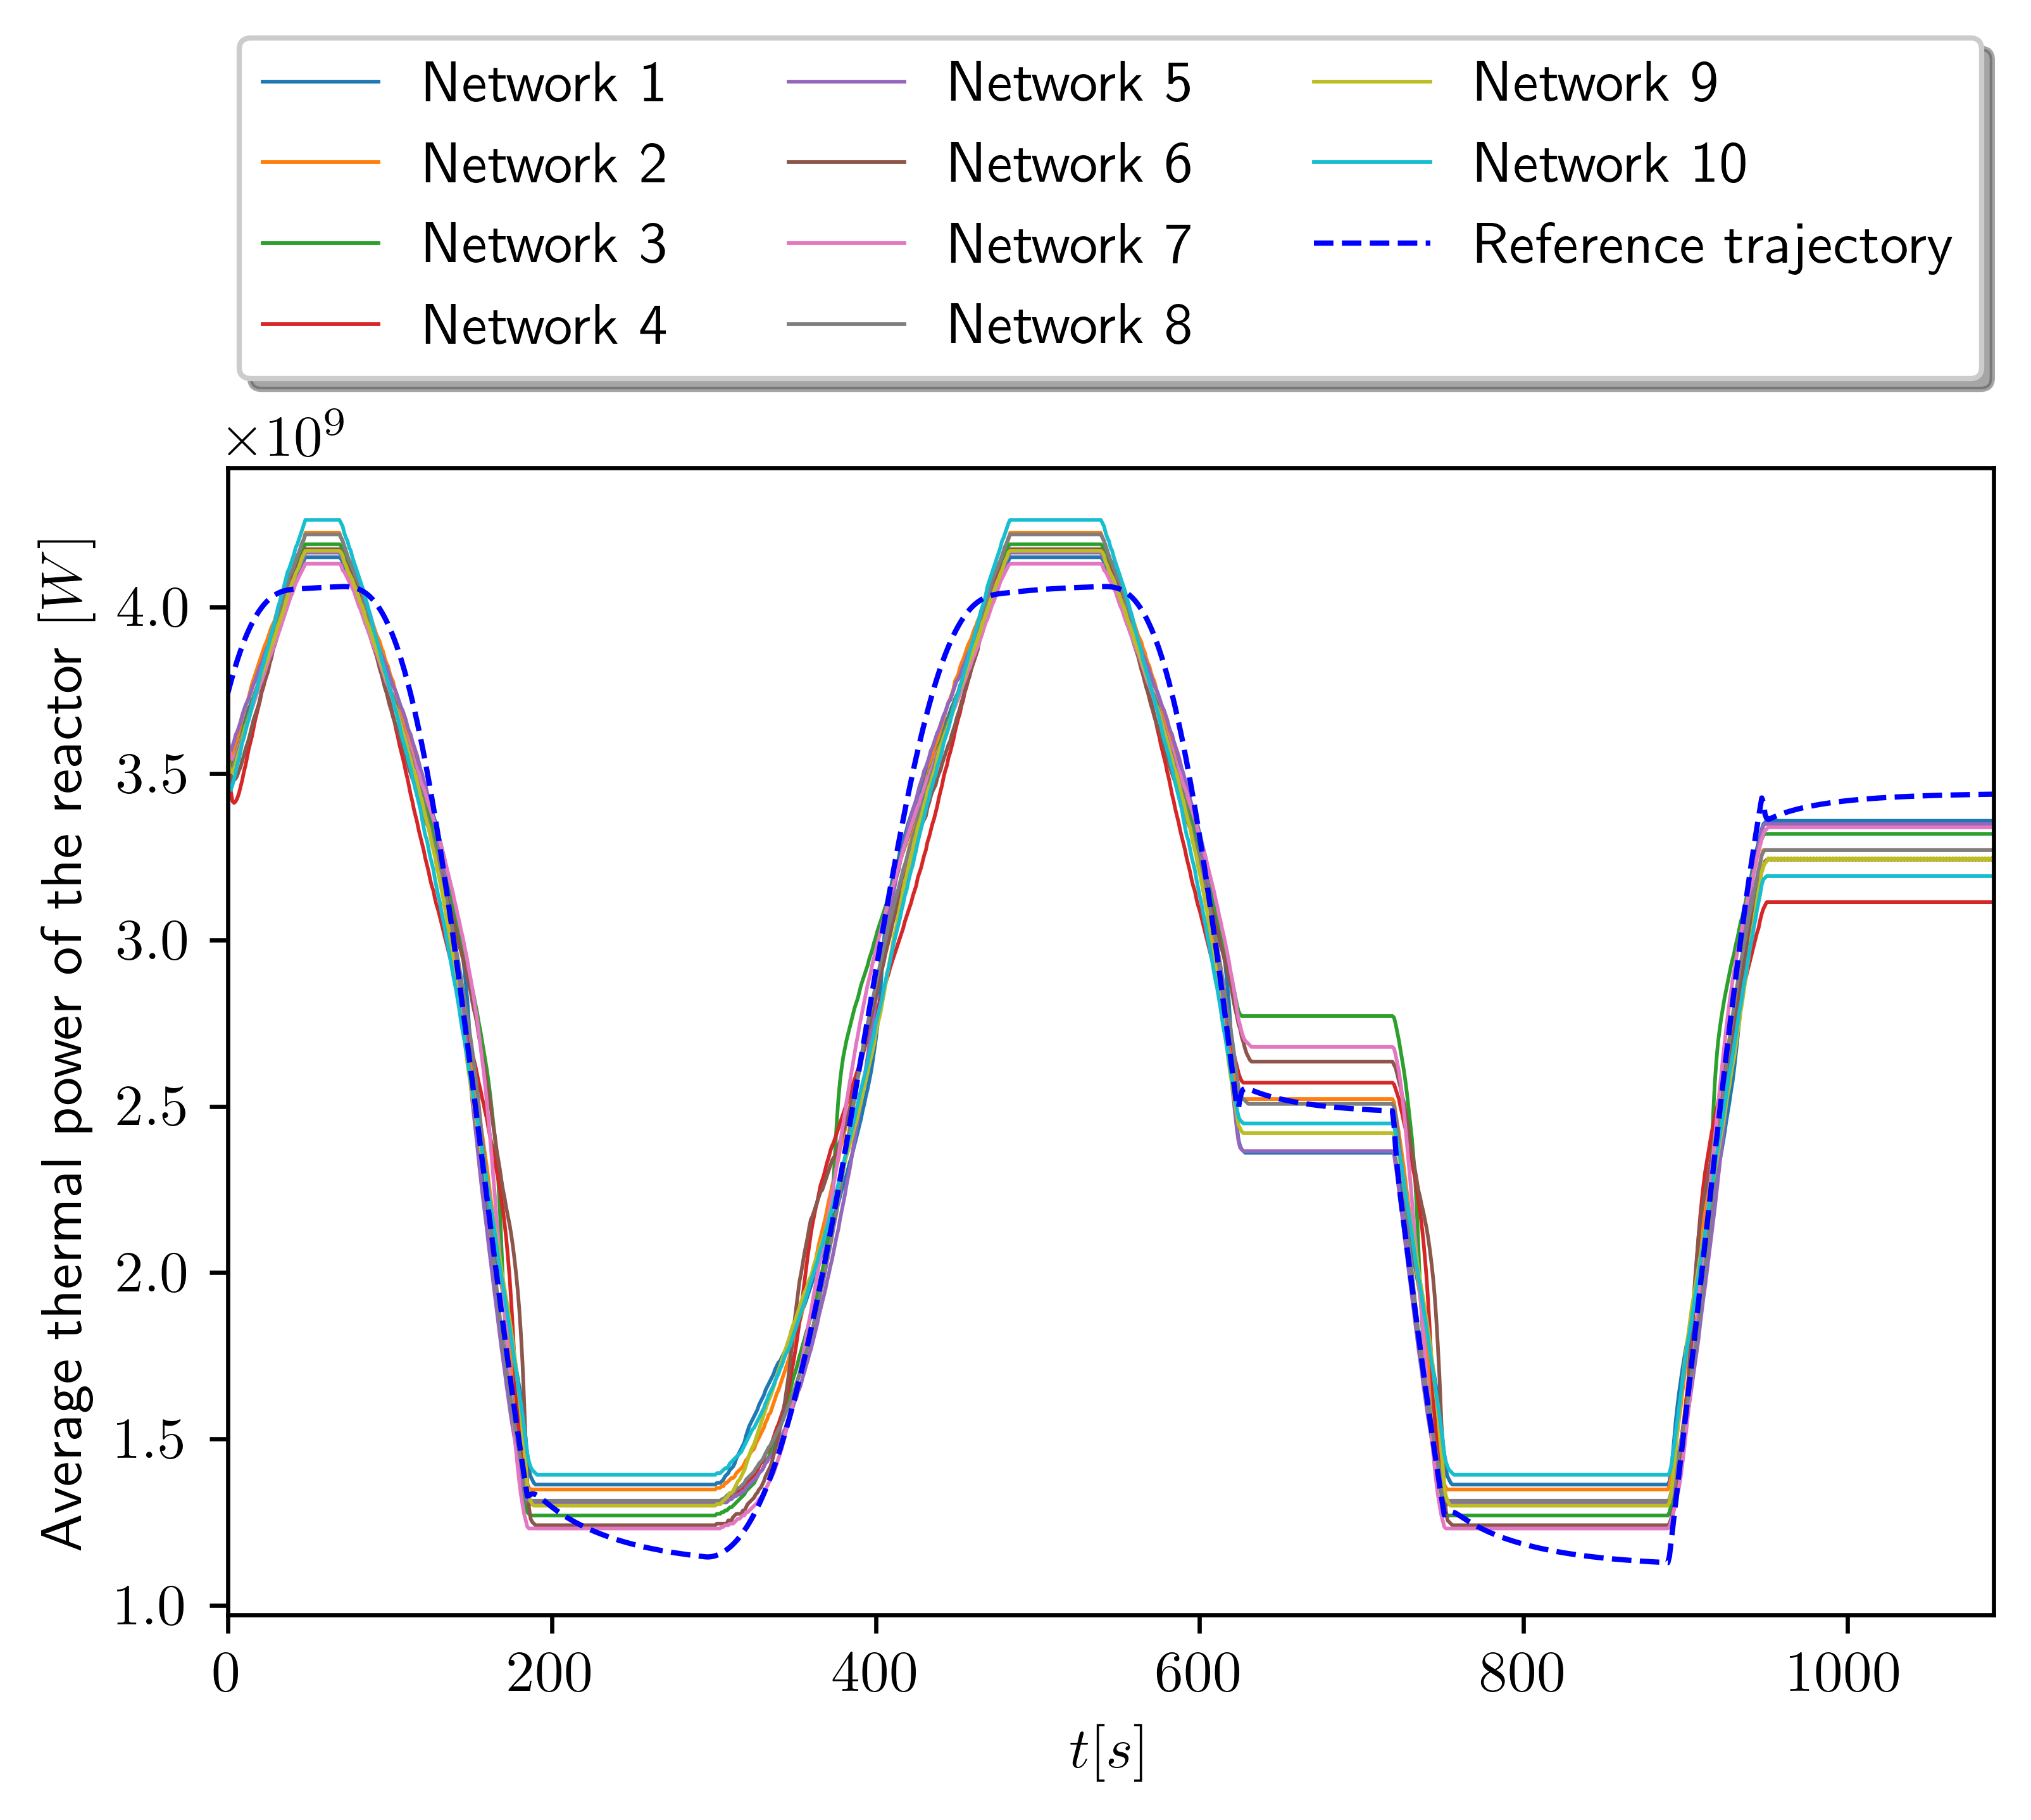 Network 1
Network 2
Network 3
Network 4
Network 5
Network 6
Network 7
Network 8
Network 9
Network 10
Reference trajectory
×10⁹
Average thermal power of the reactor [W]
4.0
3.5
3.0
2.5
2.0
1.5
1.0
0 200 400 600 800 1000
t[s]